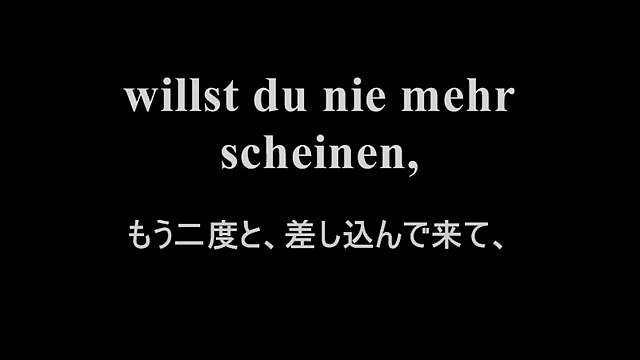 willst du nie mehr
scheinen,
もう二度と、差し込んで来て、